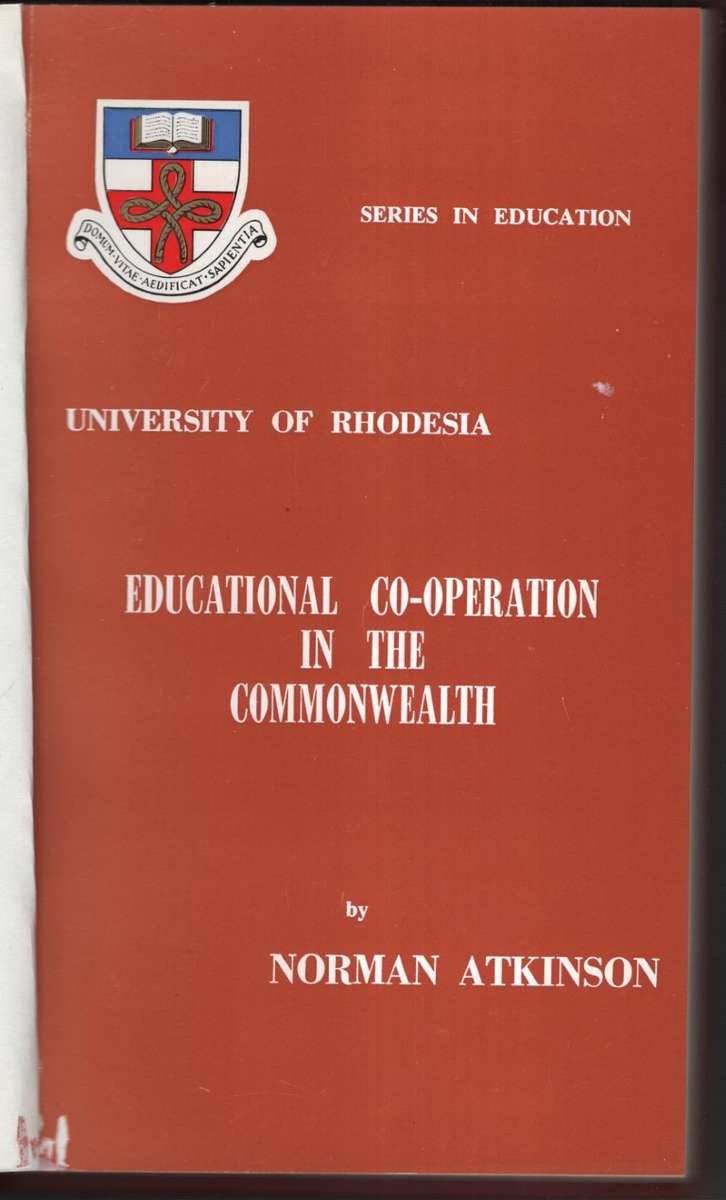 DOMUM·VITAE·AEDIFICAT·SAPIENTIA
SERIES IN EDUCATION
UNIVERSITY OF RHODESIA
EDUCATIONAL CO-OPERATION
IN THE
COMMONWEALTH
by
NORMAN ATKINSON